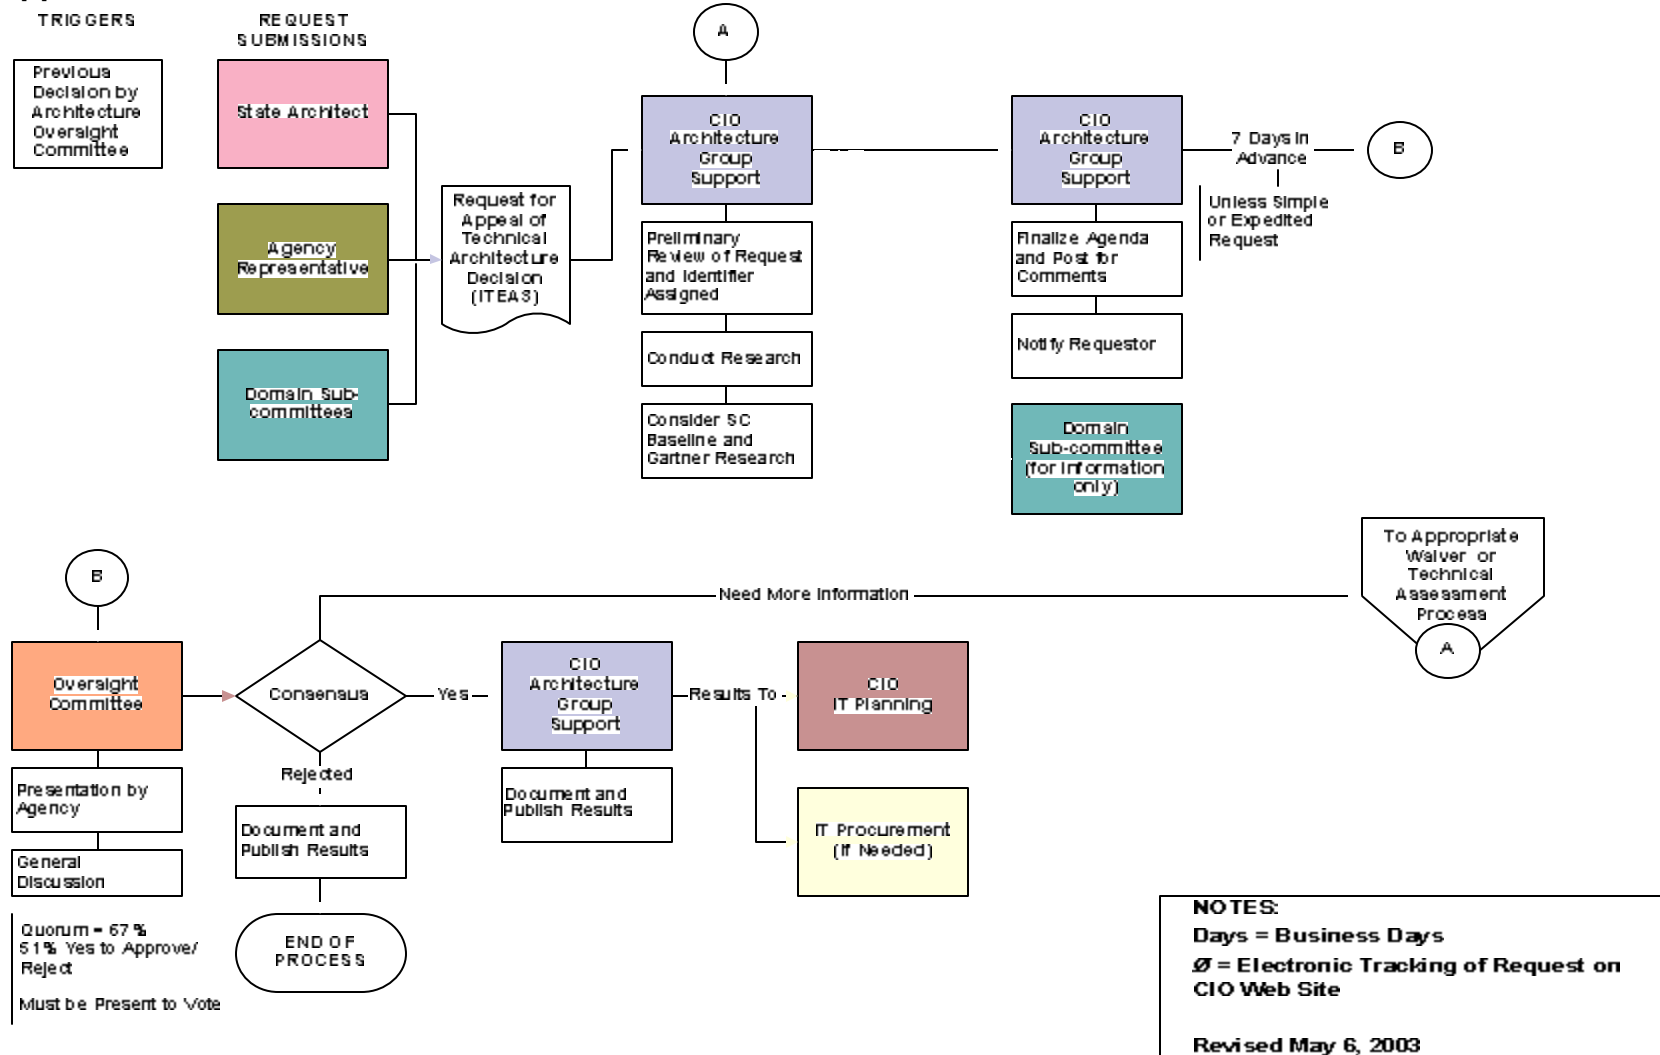 TRIGGERS
REQUEST
SUBMISSIONS
Previous
Decision by
Architecture
Oversight
Committee
State Architect
Agency
Representative
Domain Sub-
committees
Request for
Appeal of
Technical
Architecture
Decision
(ITEAS)
A
CIO
Architecture
Group
Support
Preliminary
Review of Request
and Identifier
Assigned
Conduct Research
Consider SC
Baseline and
Gartner Research
CIO
Architecture
Group
Support
Finalize Agenda
and Post for
Comments
Notify Requestor
Domain
Sub-committee
(for information
only)
7 Days in
Advance
Unless Simple
or Expedited
Request
B
To Appropriate
Waiver or
Technical
Assessment
Process
A
B
Need More Information
Oversight
Committee
Presentation by
Agency
General
Discussion
Quorum = 67%
51% Yes to Approve/
Reject
Must be Present to Vote
Consensus
Rejected
Document and
Publish Results
END OF
PROCESS
Yes
CIO
Architecture
Group
Support
Document and
Publish Results
Results To
CIO
IT Planning
IT Procurement
(If Needed)
NOTES:
Days = Business Days
Ø = Electronic Tracking of Request on
CIO Web Site
Revised May 6, 2003